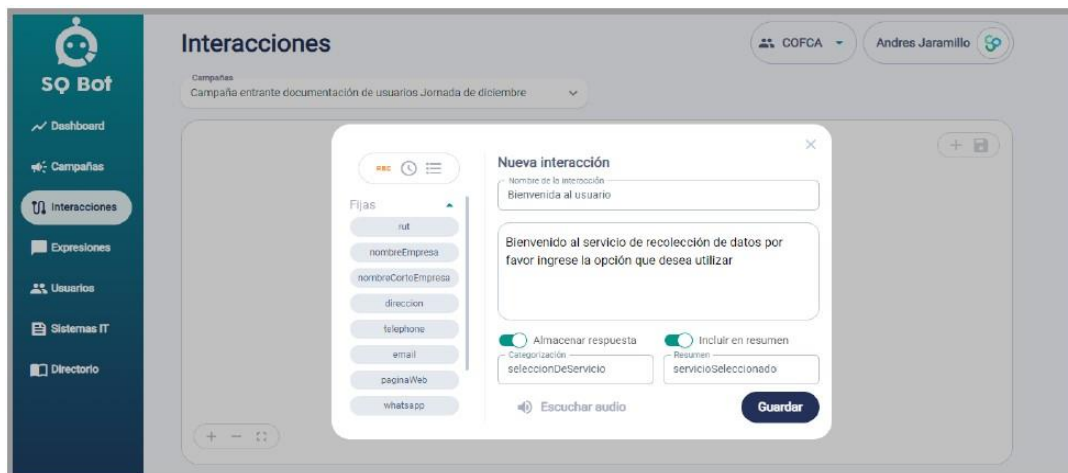 SQ Bot
Dashboard
Campañas
Interacciones
Expresiones
Usuarios
Sistemas IT
Directorio
Interacciones
COFCA
Andres Jaramillo
Campañas
Campaña entrante documentación de usuarios Jornada de diciembre
ABC
Fijas
rut
nombreEmpresa
nombreCortoEmpresa
direccion
telephone
email
paginaWeb
whatsapp
Nueva interacción
Nombre de la interacción
Bienvenida al usuario
Bienvenido al servicio de recolección de datos por
favor ingrese la opción que desea utilizar
Almacenar respuesta
Incluir en resumen
Categorización
seleccionDeServicio
Resumen
servicioSeleccionado
Escuchar audio
Guardar